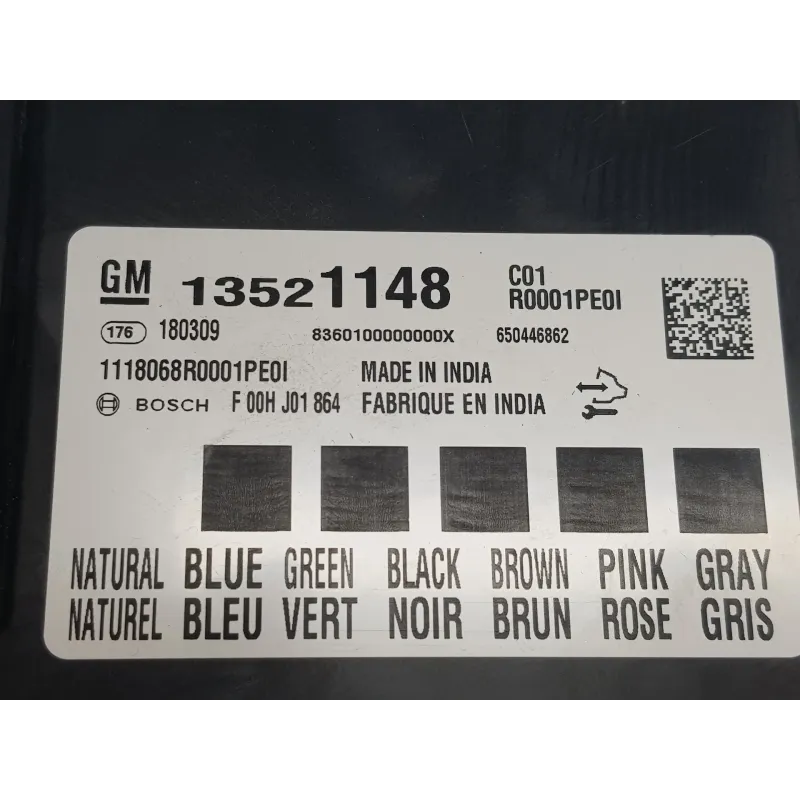 GM 13521148 C01
R0001PE0I
176 180309 8360100000000X 650446862
1118068R0001PE0I MADE IN INDIA
BOSCH F 00H J01 864 FABRIQUE EN INDIA
NATURAL BLUE GREEN BLACK BROWN PINK GRAY
NATUREL BLEU VERT NOIR BRUN ROSE GRIS